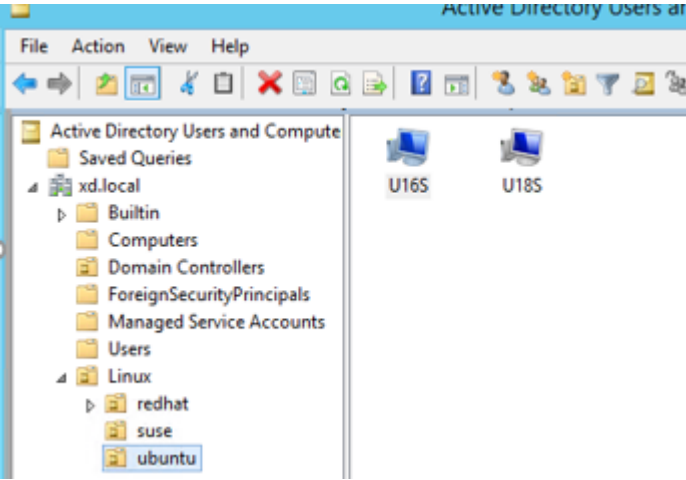 Active Directory Users
File Action View Help
Active Directory Users and Compute
Saved Queries
xd.local
Builtin
Computers
Domain Controllers
ForeignSecurityPrincipals
Managed Service Accounts
Users
Linux
redhat
suse
ubuntu
U16S U18S